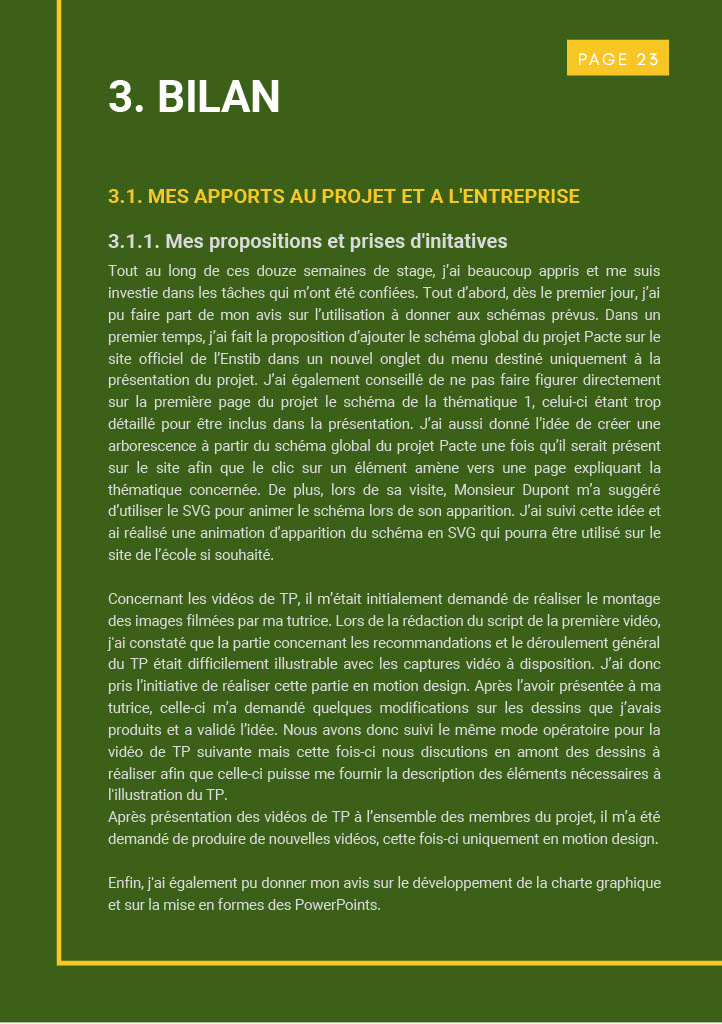 PAGE 23
3. BILAN
3.1. MES APPORTS AU PROJET ET A L'ENTREPRISE
3.1.1. Mes propositions et prises d'initatives
Tout au long de ces douze semaines de stage, j’ai beaucoup appris et me suis
investie dans les tâches qui m’ont été confiées. Tout d’abord, dès le premier jour, j’ai
pu faire part de mon avis sur l’utilisation à donner aux schémas prévus. Dans un
premier temps, j’ai fait la proposition d’ajouter le schéma global du projet Pacte sur le
site officiel de l’Enstib dans un nouvel onglet du menu destiné uniquement à la
présentation du projet. J’ai également conseillé de ne pas faire figurer directement
sur la première page du projet le schéma de la thématique 1, celui-ci étant trop
détaillé pour être inclus dans la présentation. J’ai aussi donné l’idée de créer une
arborescence à partir du schéma global du projet Pacte une fois qu’il serait présent
sur le site afin que le clic sur un élément amène vers une page expliquant la
thématique concernée. De plus, lors de sa visite, Monsieur Dupont m’a suggéré
d’utiliser le SVG pour animer le schéma lors de son apparition. J’ai suivi cette idée et
ai réalisé une animation d’apparition du schéma en SVG qui pourra être utilisé sur le
site de l’école si souhaité.
Concernant les vidéos de TP, il m’était initialement demandé de réaliser le montage
des images filmées par ma tutrice. Lors de la rédaction du script de la première vidéo,
j'ai constaté que la partie concernant les recommandations et le déroulement général
du TP était difficilement illustrable avec les captures vidéo à disposition. J’ai donc
pris l’initiative de réaliser cette partie en motion design. Après l’avoir présentée à ma
tutrice, celle-ci m’a demandé quelques modifications sur les dessins que j’avais
produits et a validé l’idée. Nous avons donc suivi le même mode opératoire pour la
vidéo de TP suivante mais cette fois-ci nous discutions en amont des dessins à
réaliser afin que celle-ci puisse me fournir la description des éléments nécessaires à
l'illustration du TP.
Après présentation des vidéos de TP à l’ensemble des membres du projet, il m’a été
demandé de produire de nouvelles vidéos, cette fois-ci uniquement en motion design.
Enfin, j'ai également pu donner mon avis sur le développement de la charte graphique
et sur la mise en formes des PowerPoints.